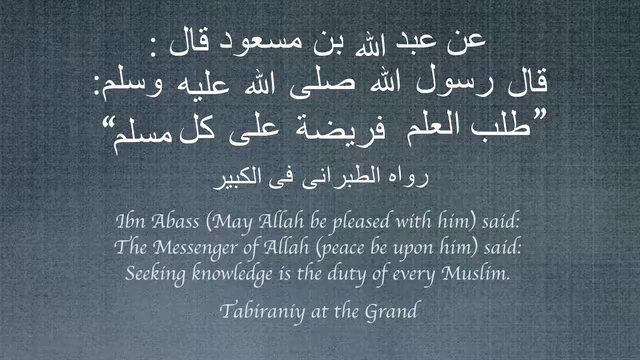 عن عبد الله بن مسعود قال :
قال رسول الله صلى الله عليه وسلم:
”طلب العلم فريضة على كل مسلم“
رواه الطبرانى فى الكبير
Ibn Abass (May Allah be pleased with him) said:
The Messenger of Allah (peace be upon him) said:
Seeking knowledge is the duty of every Muslim.
Tabiraniy at the Grand